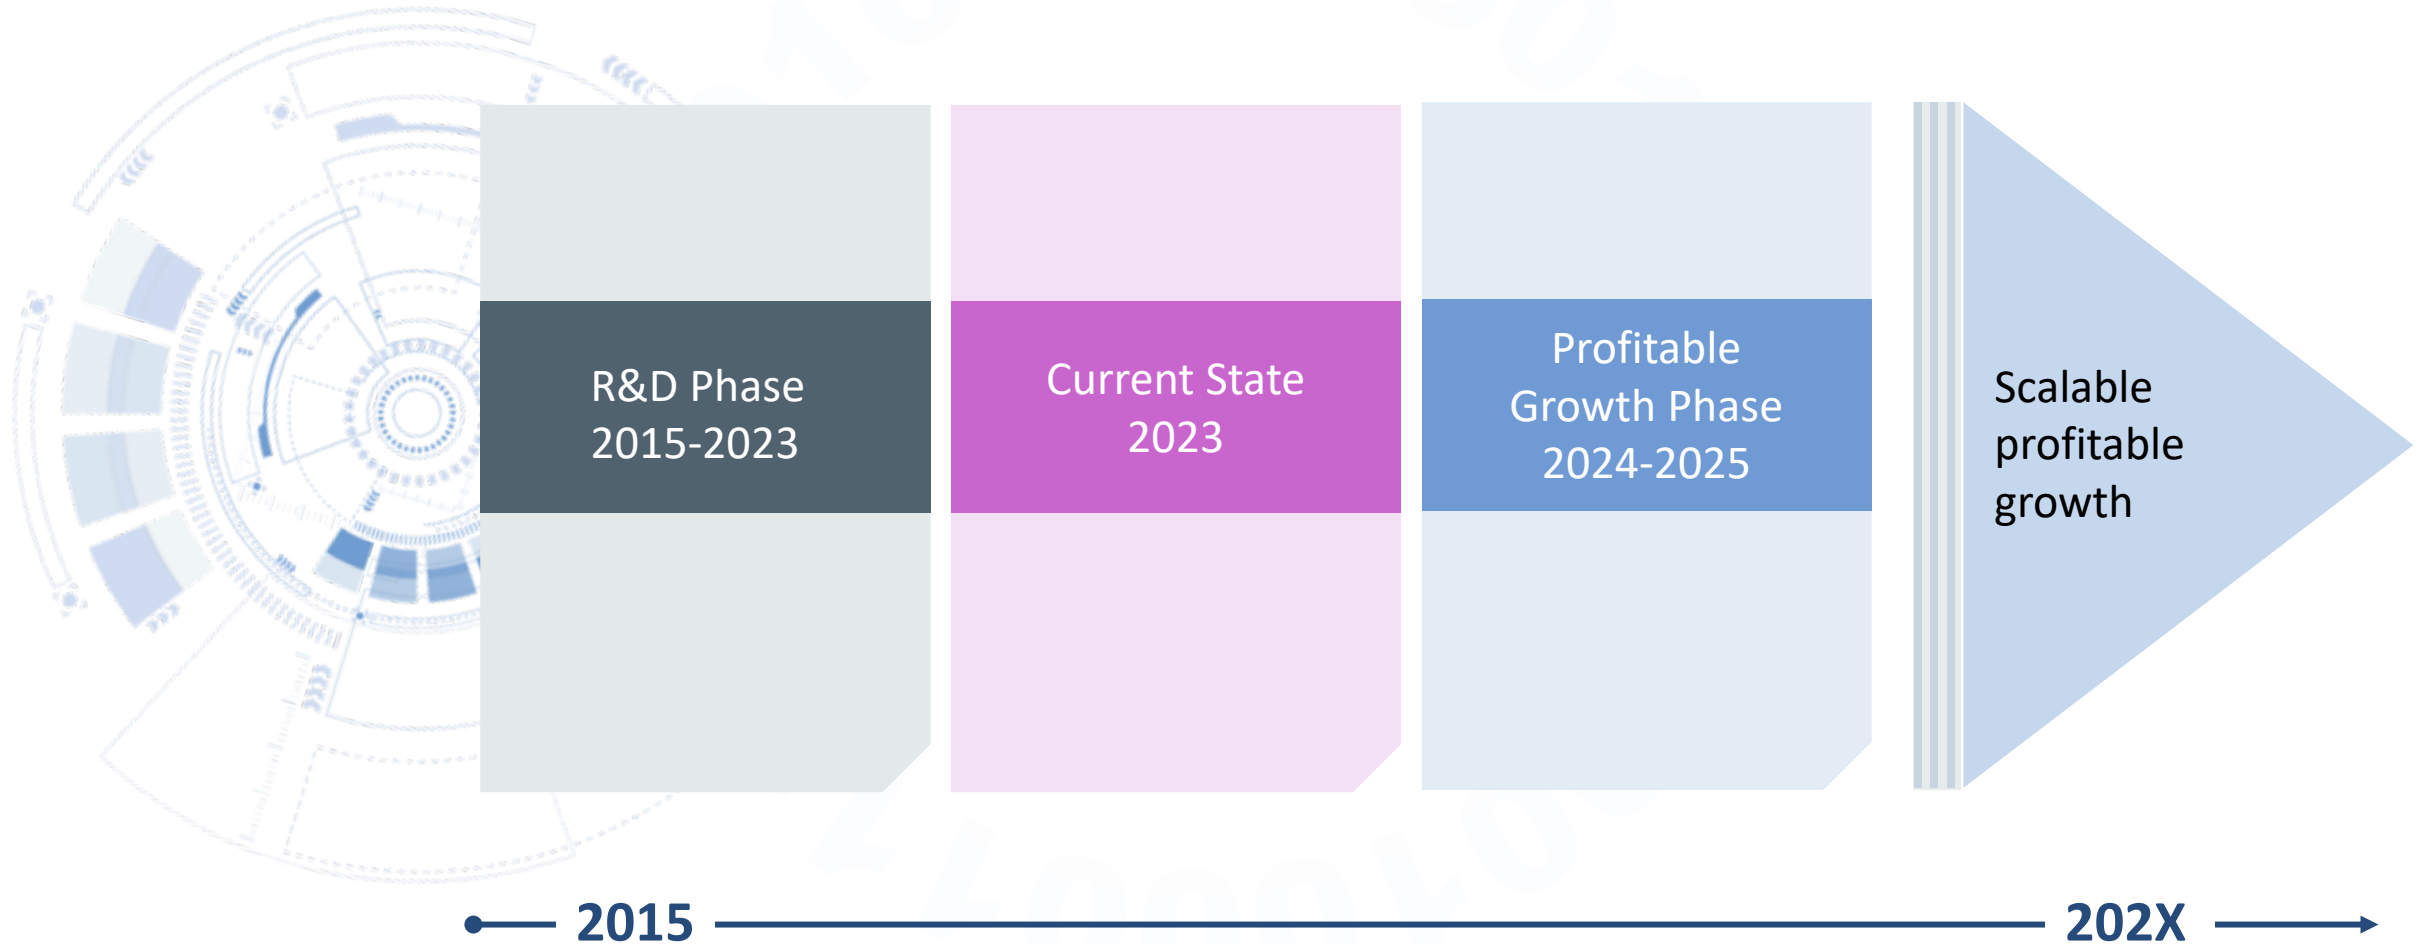 R&D Phase
2015-2023
Current State
2023
Profitable
Growth Phase
2024-2025
Scalable
profitable
growth
2015
202X